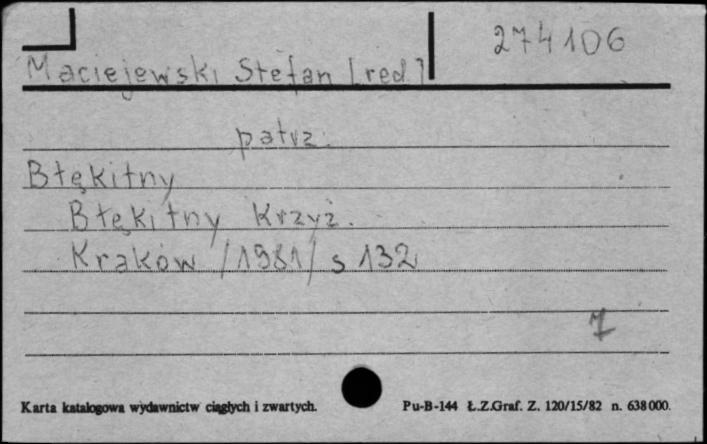 274106
Maciejewski Stefan [red.]
patrz:
Błękitny
Błękitny Krzyż.
Kraków /1981/ s 132
7
Karta katalogowa wydawnictw ciągłych i zwartych.
Pu-B-144 Ł.Z.Graf. Z. 120/15/82 n. 638000.